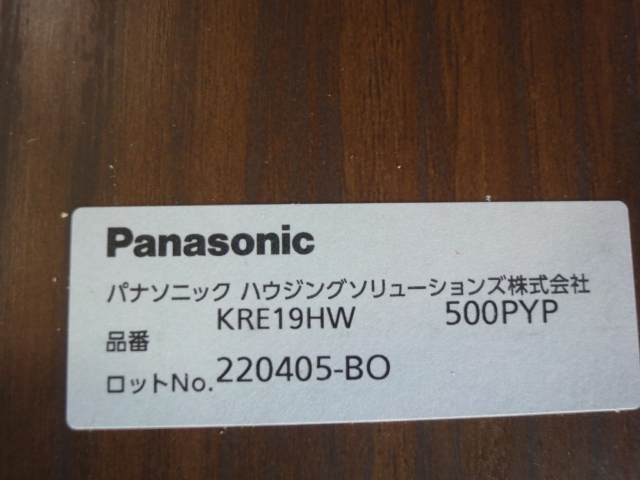 Panasonic
パナソニック ハウジングソリューションズ株式会社
品番 KRE19HW 500PYP
ロットNo. 220405-BO